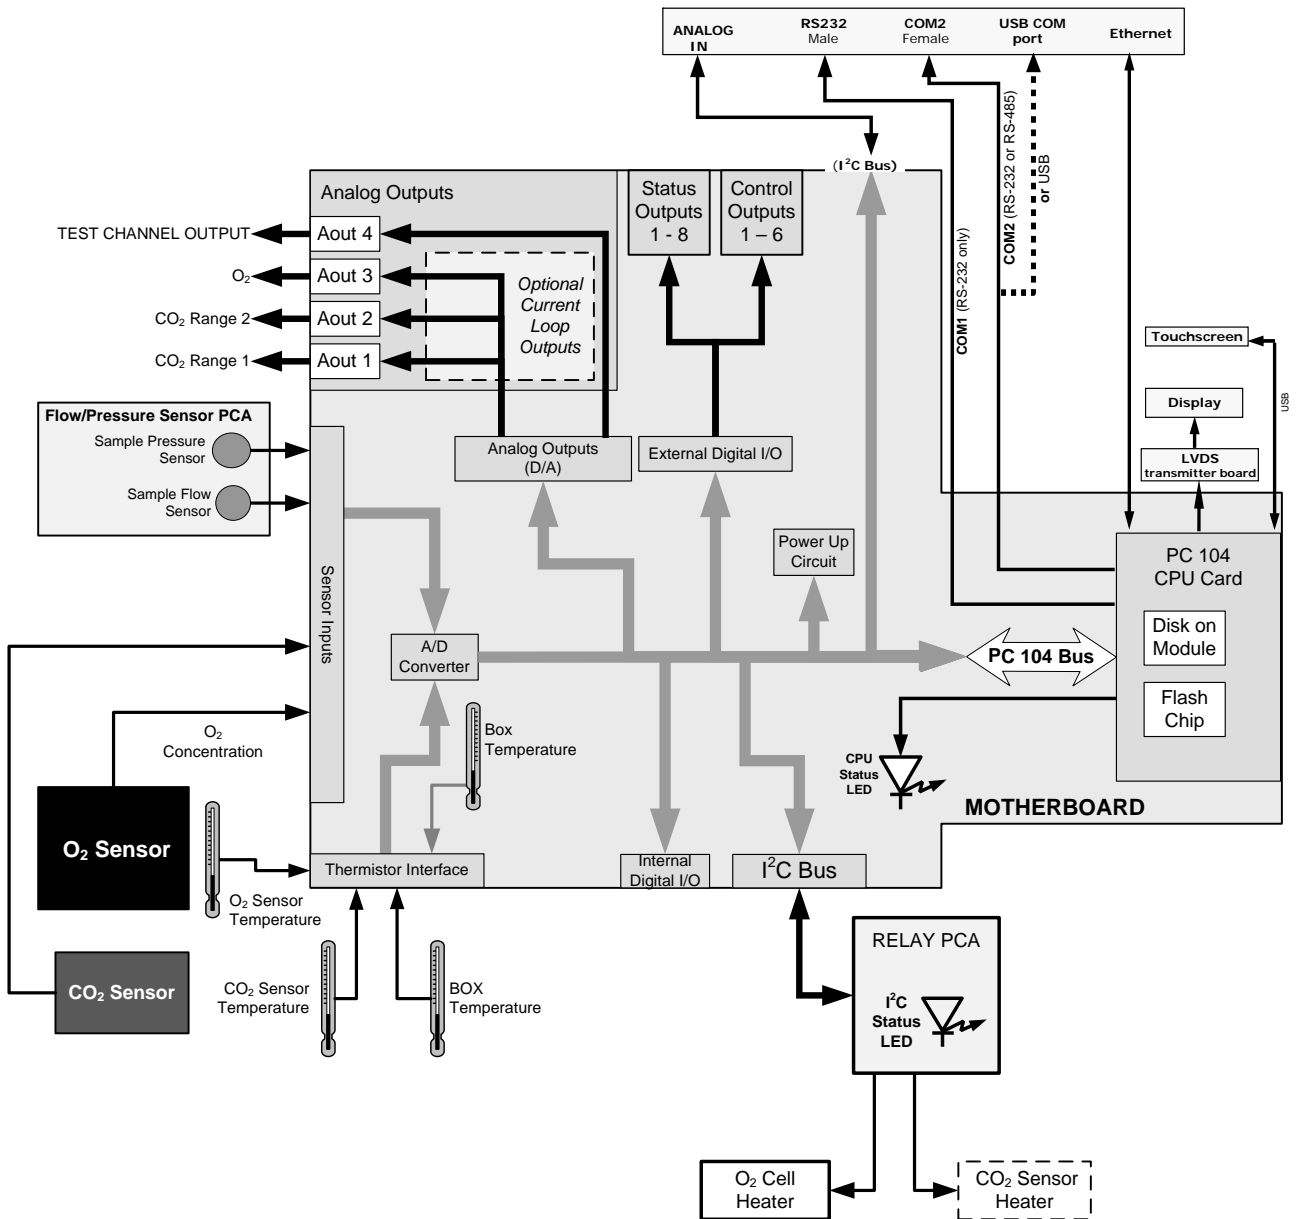 ANALOG
IN
RS232
Male
COM2
Female
USB COM
port
Ethernet
COM1 (RS-232 only)
COM2 (RS-232 or RS-485)
or USB
(I²C Bus)
Analog Outputs
Status
Outputs
1 - 8
Control
Outputs
1 – 6
TEST CHANNEL OUTPUT
Aout 4
O₂
Aout 3
CO₂ Range 2
Aout 2
CO₂ Range 1
Aout 1
Optional
Current
Loop
Outputs
Touchscreen
USB
Display
LVDS
transmitter board
Flow/Pressure Sensor PCA
Sample Pressure
Sensor
Sample Flow
Sensor
Analog Outputs
(D/A)
External Digital I/O
Power Up
Circuit
PC 104
CPU Card
Disk on
Module
Flash
Chip
Sensor Inputs
A/D
Converter
PC 104 Bus
O₂
Concentration
Box
Temperature
CPU
Status
LED
MOTHERBOARD
O₂ Sensor
Thermistor Interface
Internal
Digital I/O
I²C Bus
O₂ Sensor
Temperature
CO₂ Sensor
CO₂ Sensor
Temperature
BOX
Temperature
RELAY PCA
I²C
Status
LED
O₂ Cell
Heater
CO₂ Sensor
Heater